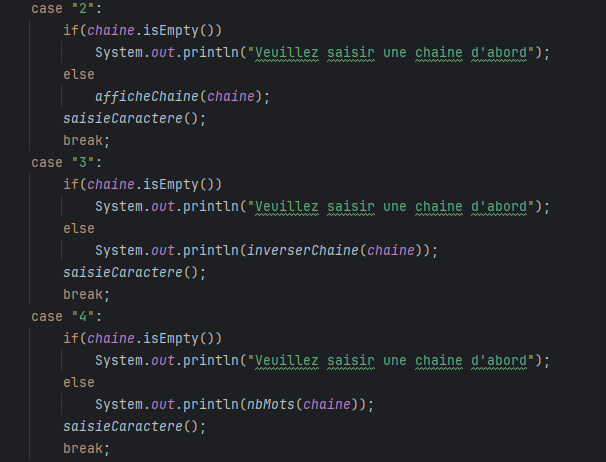 case "2":
if(chaine.isEmpty())
System.out.println("Veuillez saisir une chaine d'abord");
else
afficheChaine(chaine);
saisieCaractere();
break;
case "3":
if(chaine.isEmpty())
System.out.println("Veuillez saisir une chaine d'abord");
else
System.out.println(inverserChaine(chaine));
saisieCaractere();
break;
case "4":
if(chaine.isEmpty())
System.out.println("Veuillez saisir une chaine d'abord");
else
System.out.println(nbMots(chaine));
saisieCaractere();
break;